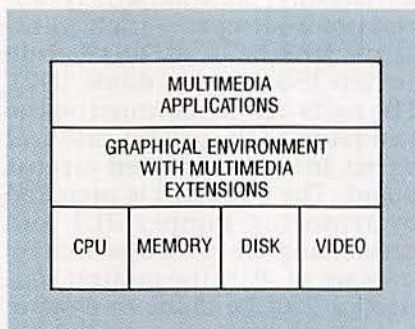 MULTIMEDIA
APPLICATIONS
GRAPHICAL ENVIRONMENT
WITH MULTIMEDIA
EXTENSIONS
CPU MEMORY DISK VIDEO